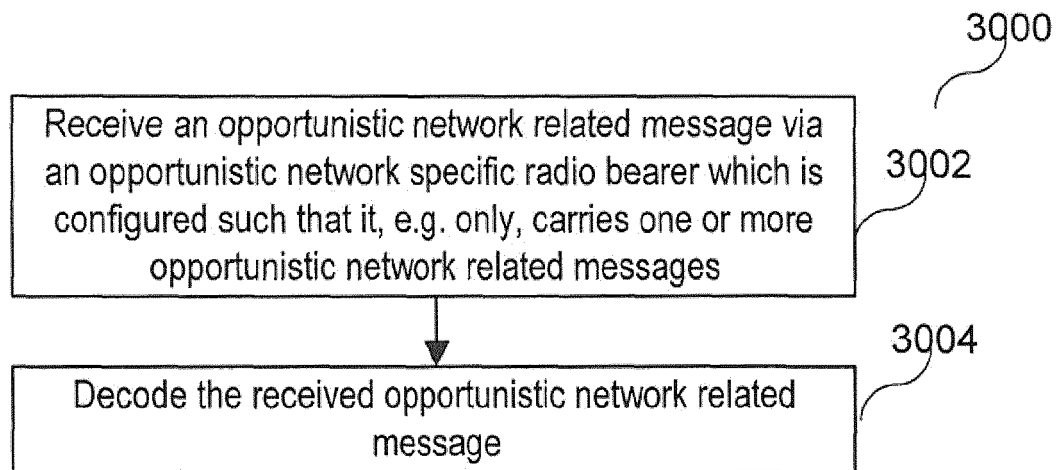 3000
Receive an opportunistic network related message via
an opportunistic network specific radio bearer which is
configured such that it, e.g. only, carries one or more
opportunistic network related messages
3002
3004
Decode the received opportunistic network related
message